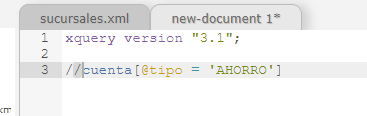 sucursales.xml
new-document 1*
1 xquery version "3.1";
2
3 //cuenta[@tipo = 'AHORRO']